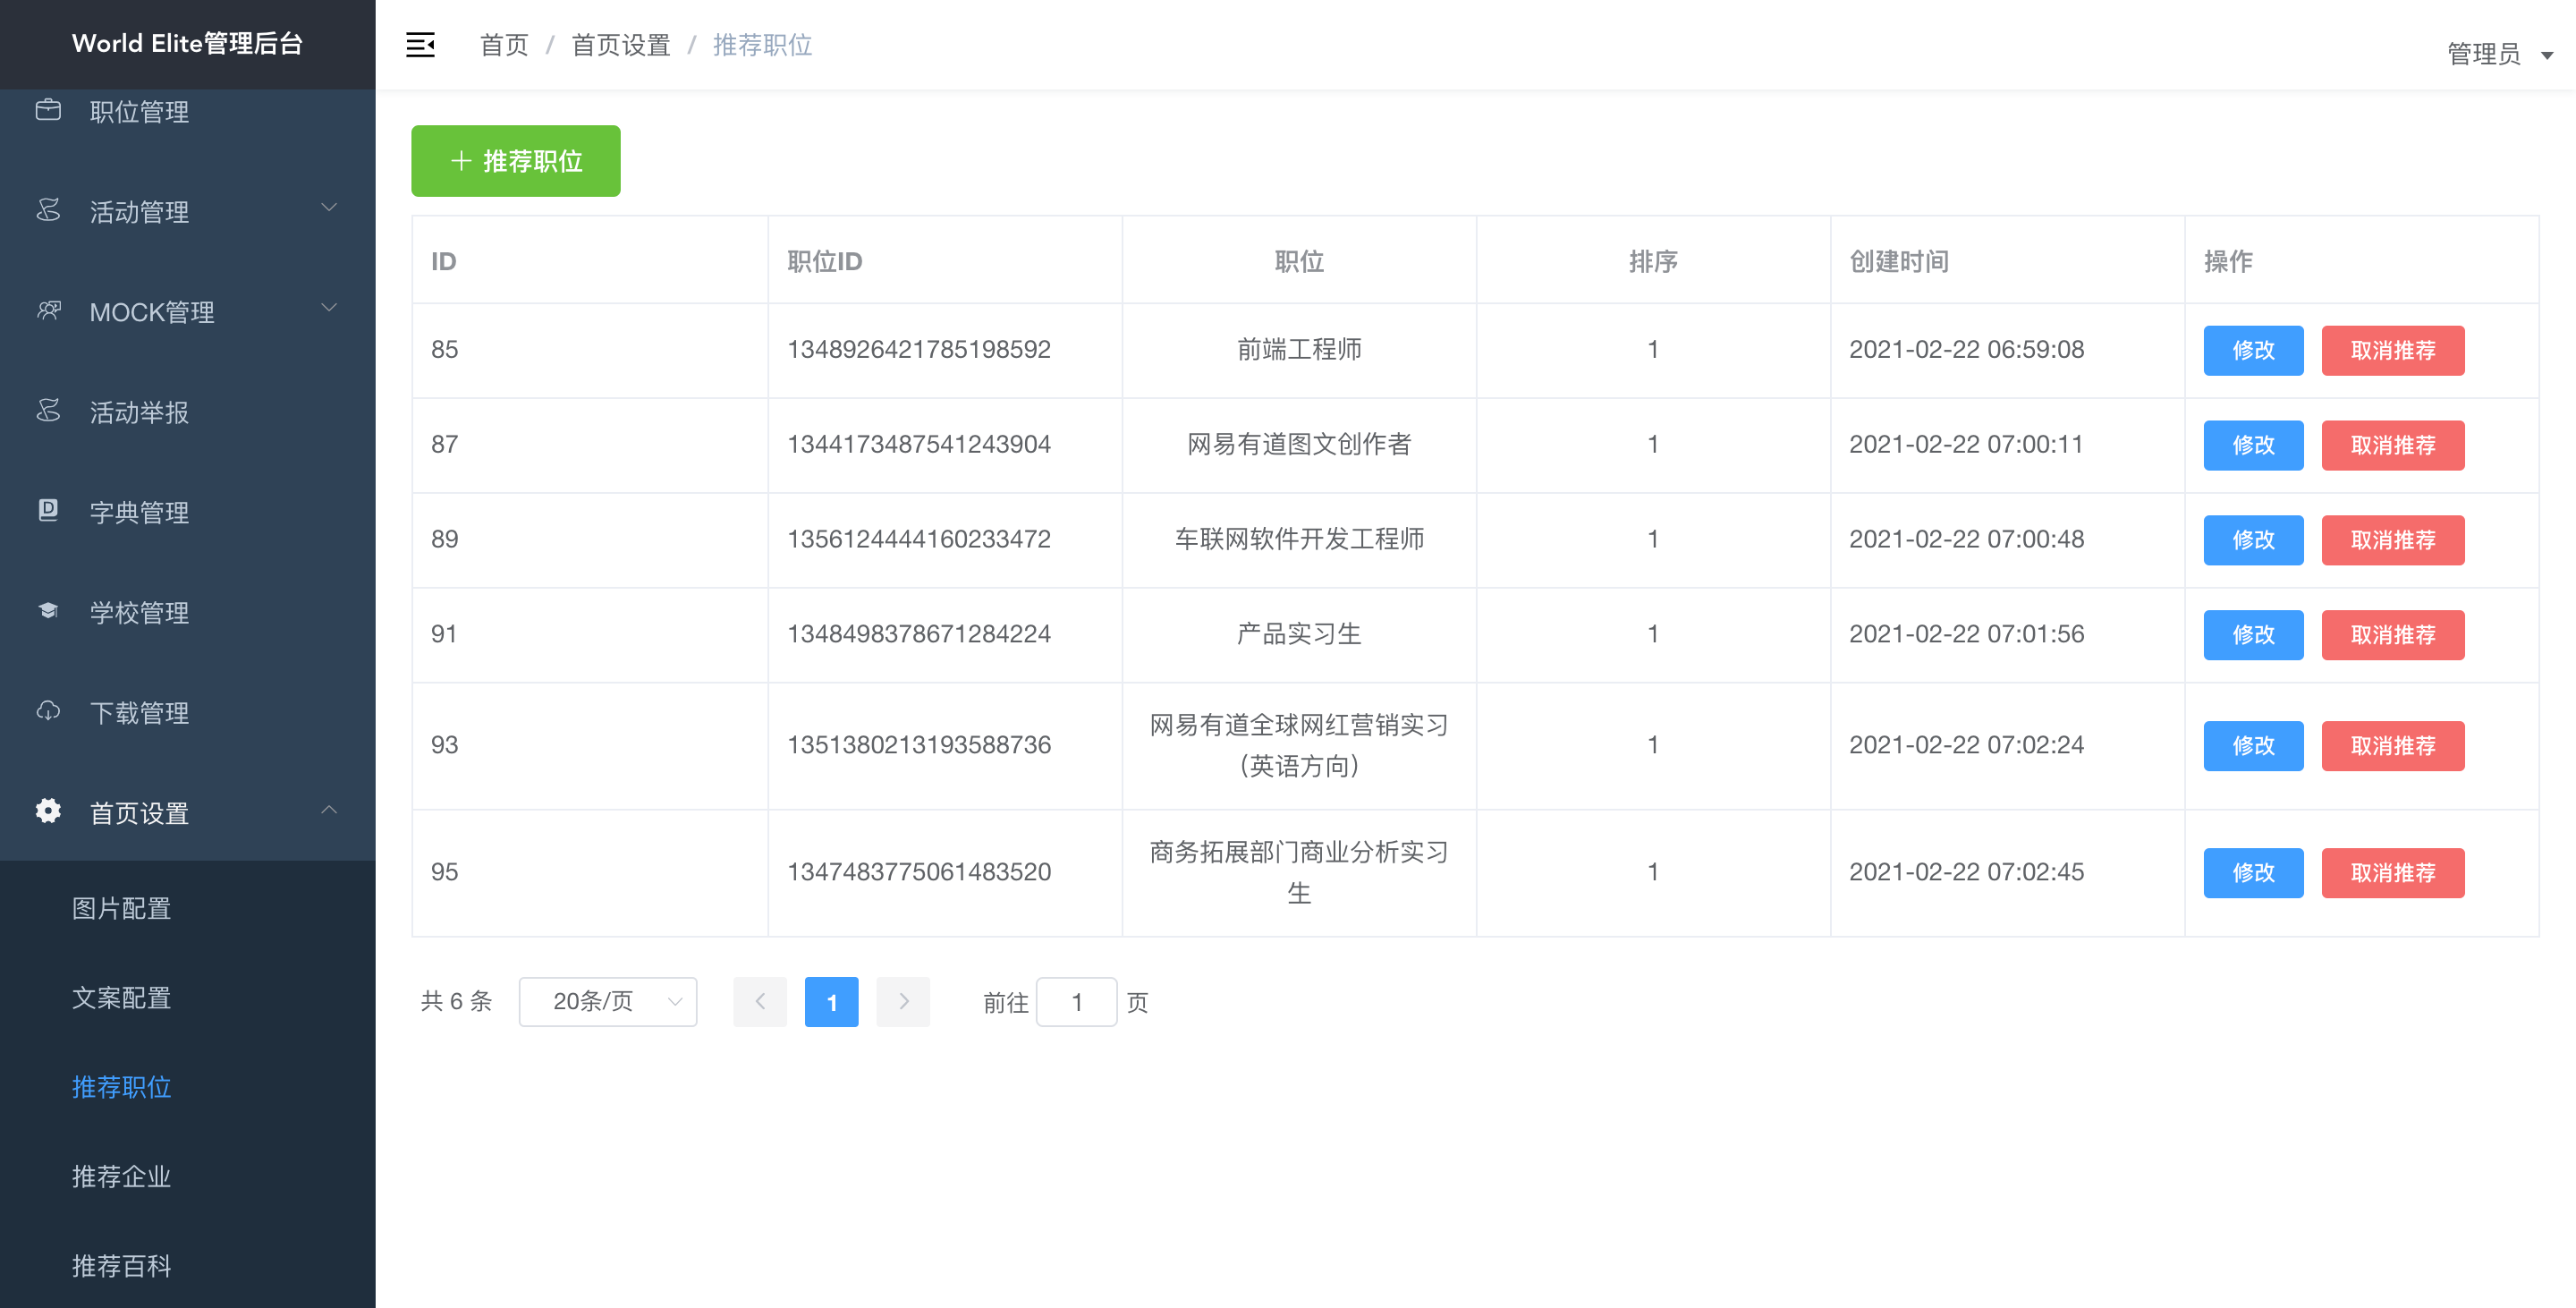 World Elite管理后台
首页 / 首页设置 / 推荐职位
管理员
职位管理
活动管理
MOCK管理
活动举报
字典管理
学校管理
下载管理
首页设置
图片配置
文案配置
推荐职位
推荐企业
推荐百科
+ 推荐职位
ID 职位ID 职位 排序 创建时间 操作
85 1348926421785198592 前端工程师 1 2021-02-22 06:59:08 修改 取消推荐
87 1344173487541243904 网易有道图文创作者 1 2021-02-22 07:00:11 修改 取消推荐
89 1356124444160233472 车联网软件开发工程师 1 2021-02-22 07:00:48 修改 取消推荐
91 1348498378671284224 产品实习生 1 2021-02-22 07:01:56 修改 取消推荐
93 1351380213193588736 网易有道全球网红营销实习
（英语方向） 1 2021-02-22 07:02:24 修改 取消推荐
95 1347483775061483520 商务拓展部门商业分析实习
生 1 2021-02-22 07:02:45 修改 取消推荐
共 6 条 20条/页 1 前往 1 页